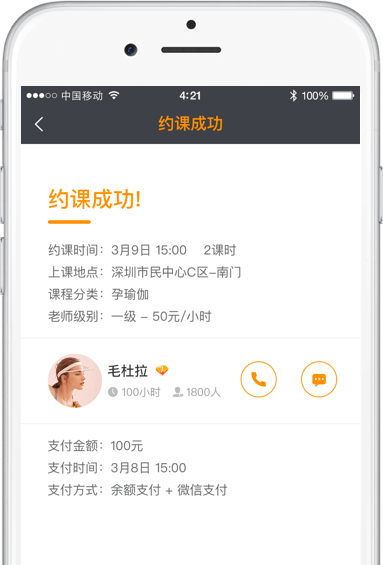 中国移动 4:21 100%
约课成功
约课成功!
约课时间：3月9日 15:00 2课时
上课地点：深圳市民中心C区-南门
课程分类：孕瑜伽
老师级别：一级 - 50元/小时
毛杜拉
100小时 1800人
支付金额：100元
支付时间：3月8日 15:00
支付方式：余额支付 + 微信支付